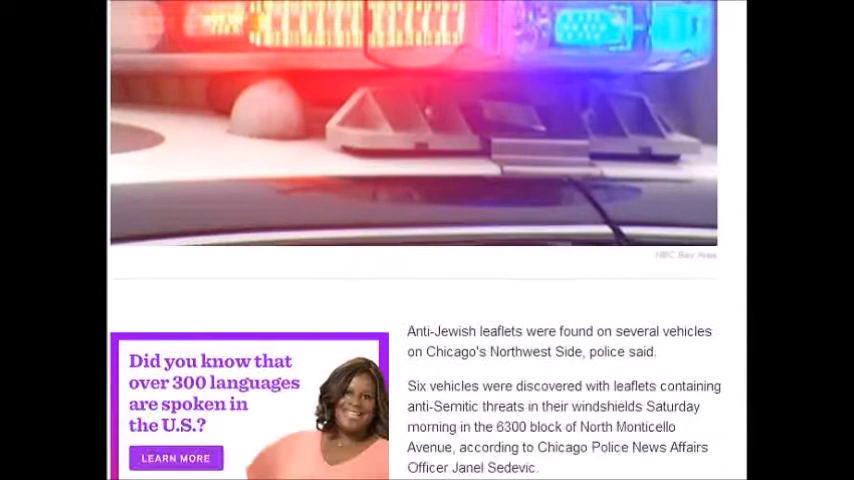 NBC Bay Area
Anti-Jewish leaflets were found on several vehicles
on Chicago's Northwest Side, police said.
Six vehicles were discovered with leaflets containing
anti-Semitic threats in their windshields Saturday
morning in the 6300 block of North Monticello
Avenue, according to Chicago Police News Affairs
Officer Janel Sedevic.
Did you know that
over 300 languages
are spoken in
the U.S.?
LEARN MORE